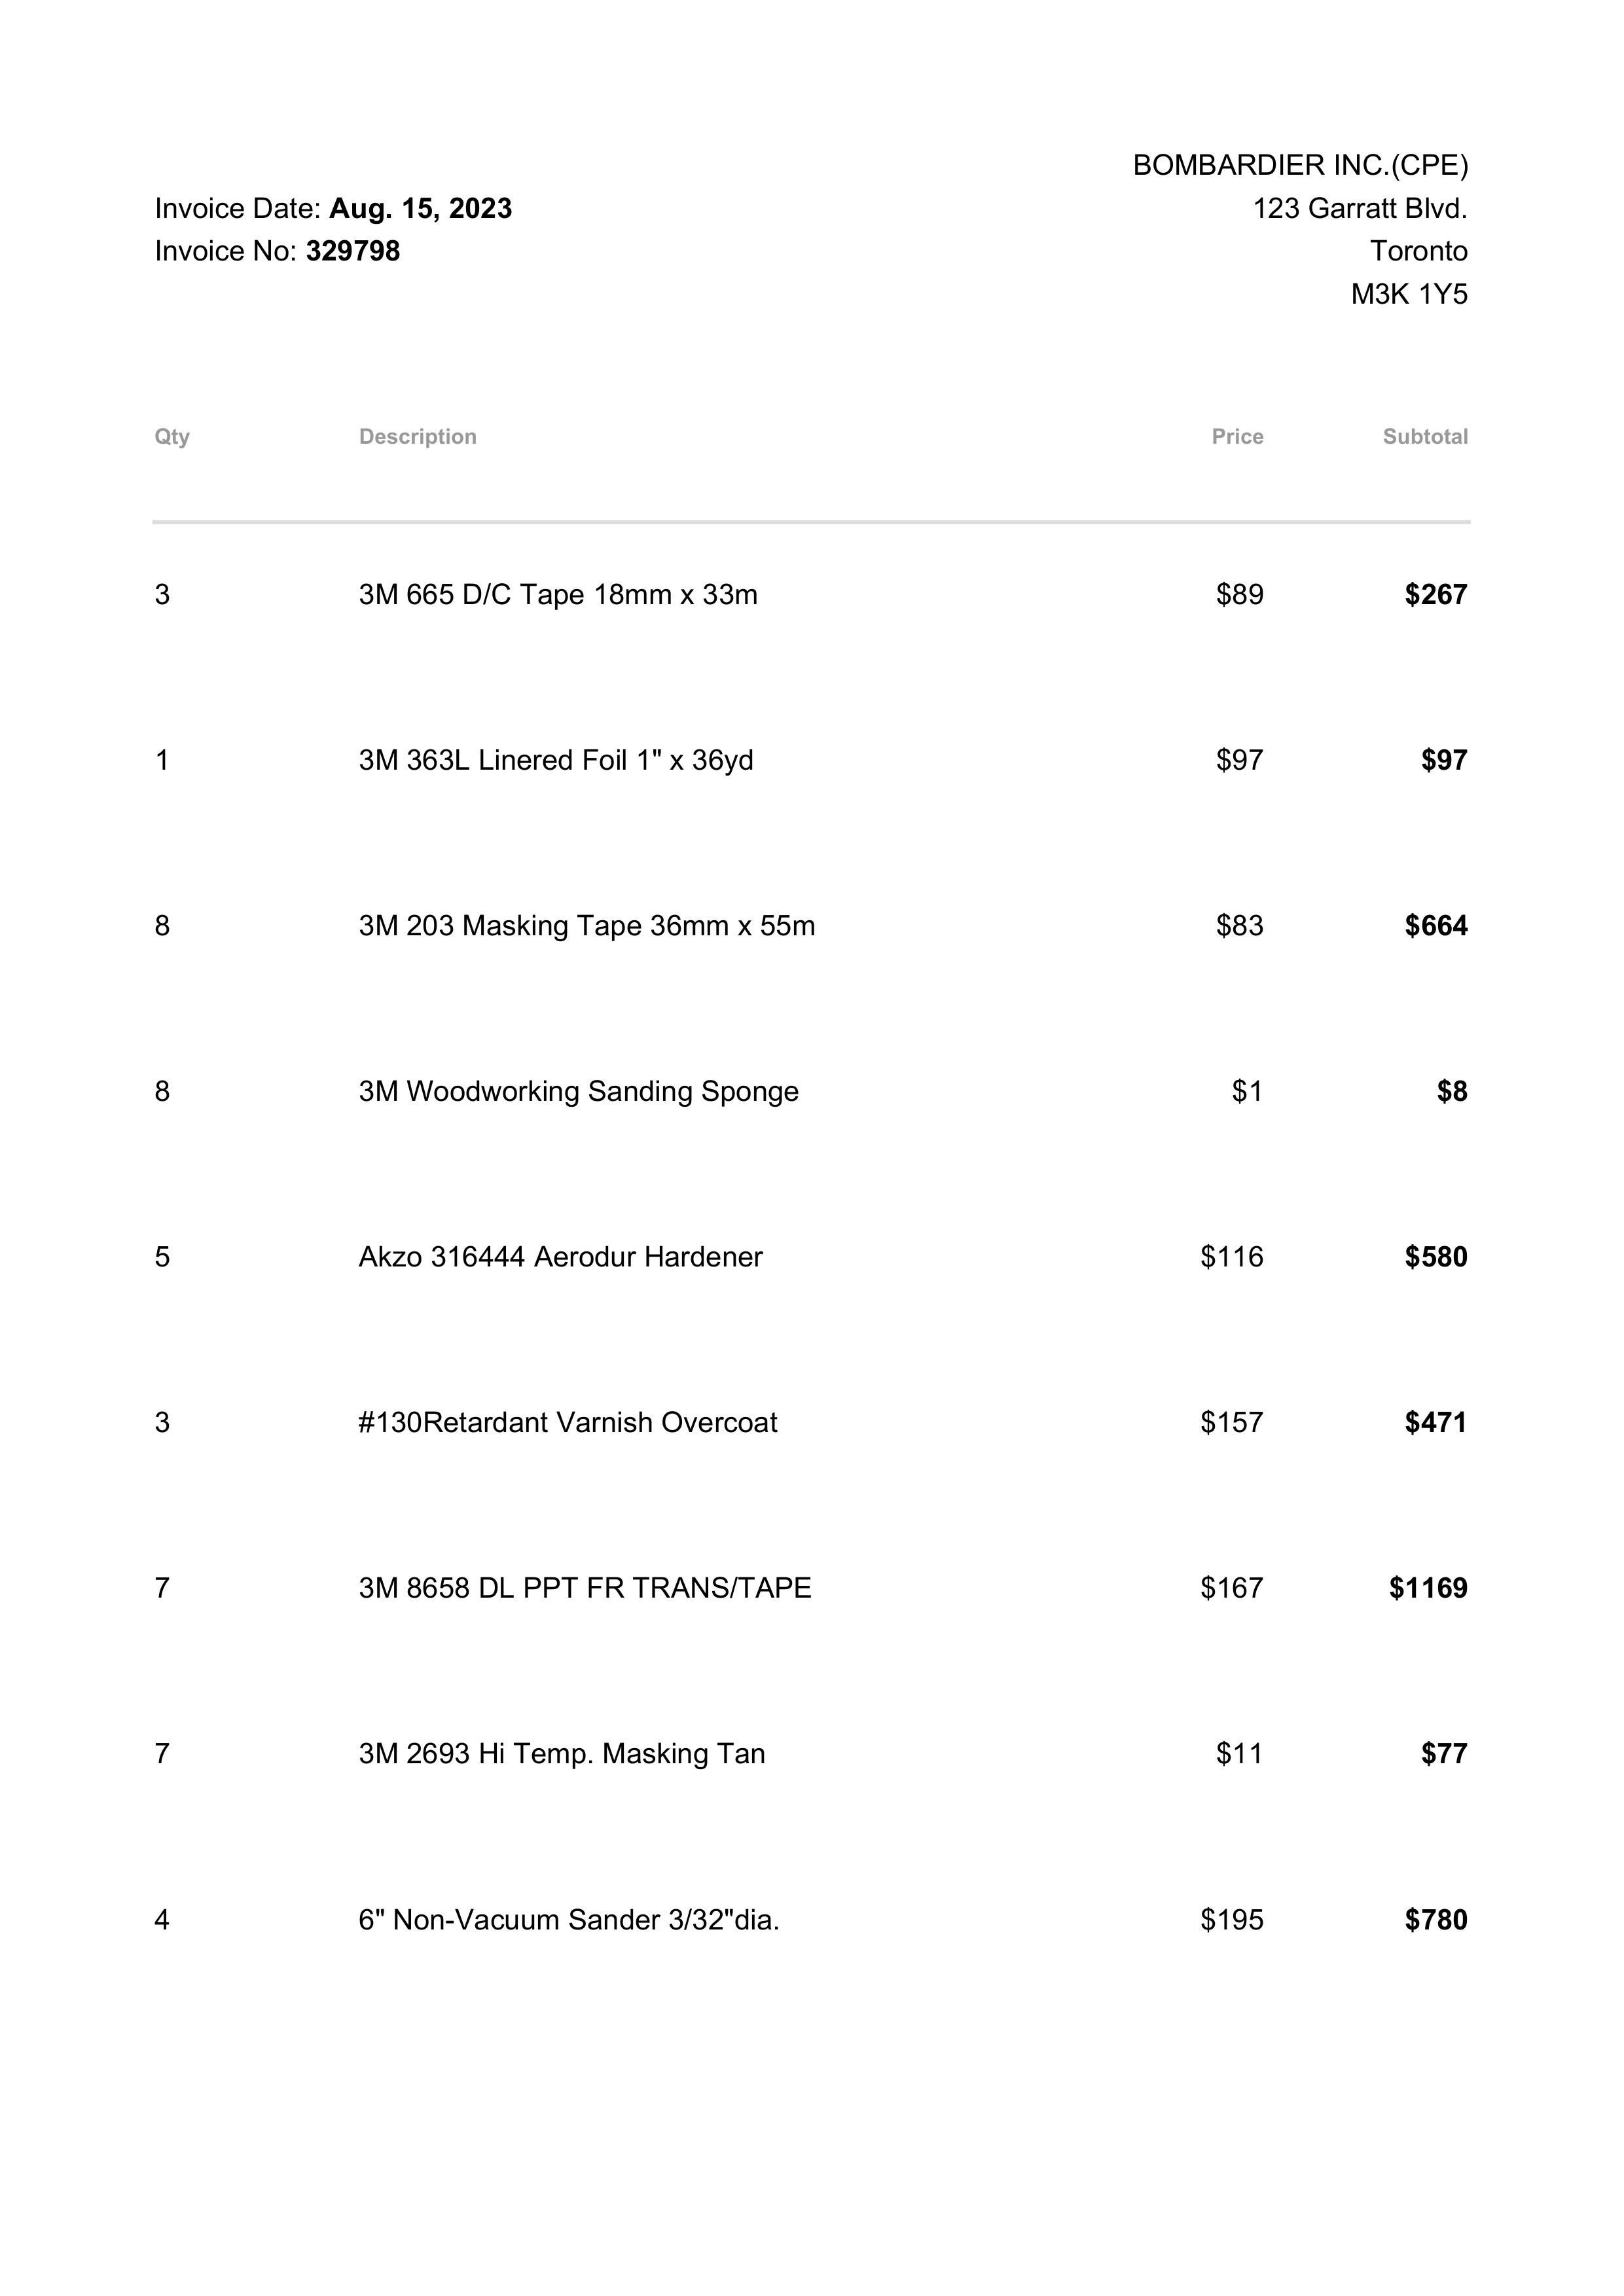 BOMBARDIER INC.(CPE)
Invoice Date: Aug. 15, 2023 123 Garratt Blvd.
Invoice No: 329798 Toronto
M3K 1Y5
Qty Description Price Subtotal
3 3M 665 D/C Tape 18mm x 33m $89 $267
1 3M 363L Linered Foil 1" x 36yd $97 $97
8 3M 203 Masking Tape 36mm x 55m $83 $664
8 3M Woodworking Sanding Sponge $1 $8
5 Akzo 316444 Aerodur Hardener $116 $580
3 #130Retardant Varnish Overcoat $157 $471
7 3M 8658 DL PPT FR TRANS/TAPE $167 $1169
7 3M 2693 Hi Temp. Masking Tan $11 $77
4 6" Non-Vacuum Sander 3/32"dia. $195 $780